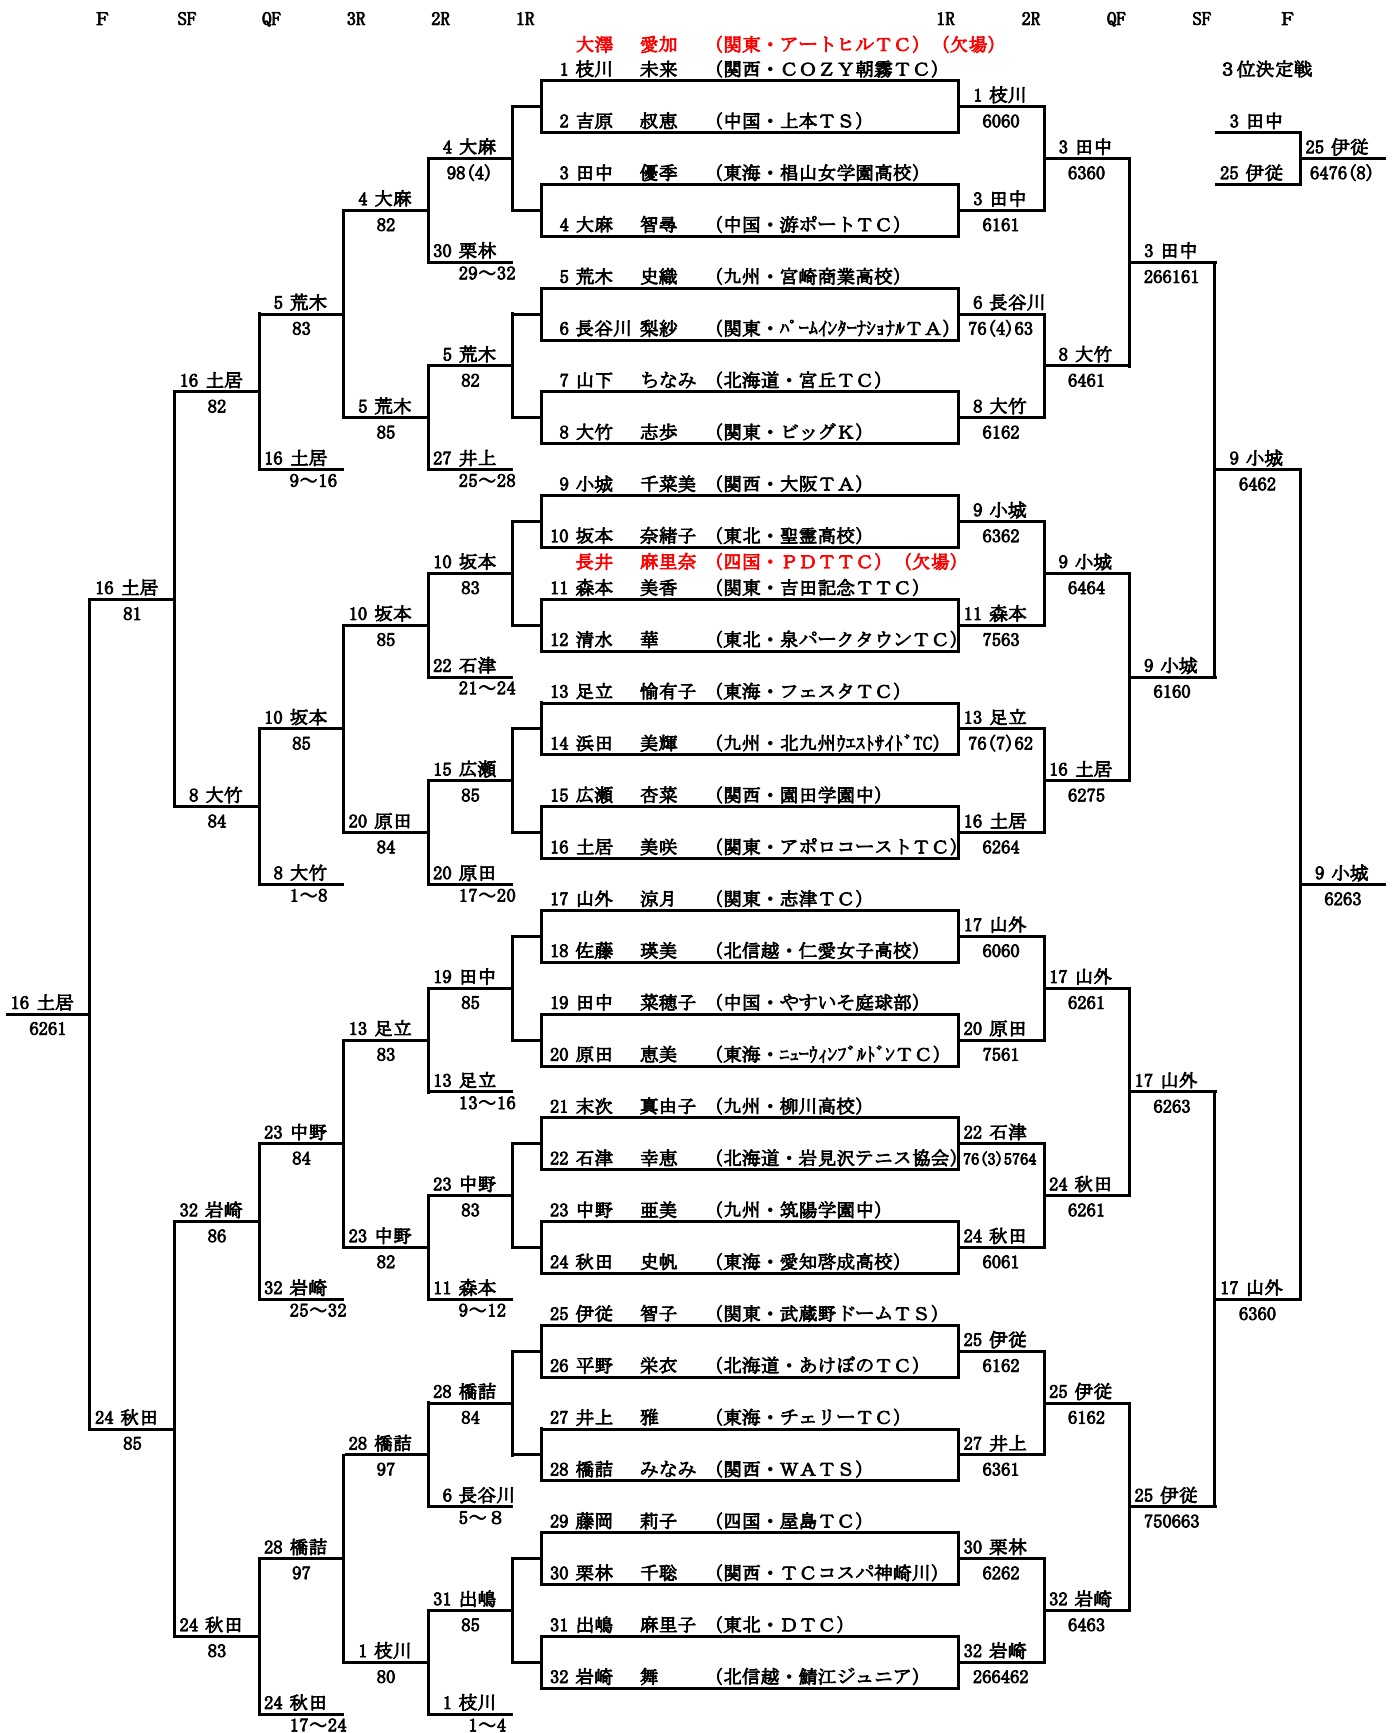 F SF QF 3R 2R 1R 1R 2R QF SF F
大澤 愛加 (関東・アートヒルTC) (欠場)
1 枝川 未来 (関西・COZY朝霧TC) 3位決定戦
1 枝川
2 吉原 叔恵 (中国・上本TS) 6060 3 田中
4 大麻 3 田中 25 伊従
98(4) 3 田中 優季 (東海・椙山女学園高校) 6360 25 伊従 6476(8)
4 大麻 3 田中
82 4 大麻 智尋 (中国・游ポートTC) 6161
30 栗林 3 田中
29～32 5 荒木 史織 (九州・宮崎商業高校) 266161
5 荒木 6 長谷川
83 6 長谷川 梨紗 (関東・パームインターナショナルTA) 76(4)63
5 荒木 8 大竹
16 土居 82 7 山下 ちなみ (北海道・宮丘TC) 6461
82 5 荒木 8 大竹
85 8 大竹 志歩 (関東・ビッグK) 6162
16 土居 27 井上 9 小城
9～16 25～28 9 小城 千菜美 (関西・大阪TA) 6462
9 小城
10 坂本 奈緒子 (東北・聖霊高校) 6362
10 坂本 長井 麻里奈 (四国・PDTTC) (欠場) 9 小城
16 土居 83 11 森本 美香 (関東・吉田記念TTC) 6464
81 10 坂本 11 森本
85 12 清水 華 (東北・泉パークタウンTC) 7563
22 石津 9 小城
21～24 13 足立 愉有子 (東海・フェスタTC) 6160
10 坂本 13 足立
85 14 浜田 美輝 (九州・北九州ウエストサイドTC) 76(7)62
15 広瀬 16 土居
8 大竹 85 15 広瀬 杏菜 (関西・園田学園中) 6275
84 20 原田 16 土居
84 16 土居 美咲 (関東・アポロコーストTC) 6264
8 大竹 20 原田 9 小城
1～8 17～20 17 山外 涼月 (関東・志津TC) 6263
17 山外
18 佐藤 瑛美 (北信越・仁愛女子高校) 6060
19 田中 17 山外
16 土居 85 19 田中 菜穂子 (中国・やすいそ庭球部) 6261
6261 13 足立 20 原田
83 20 原田 恵美 (東海・ニューウィンブルドンTC) 7561
13 足立 17 山外
13～16 21 末次 真由子 (九州・柳川高校) 6263
23 中野 22 石津
84 22 石津 幸恵 (北海道・岩見沢テニス協会) 76(3)5764
23 中野 24 秋田
32 岩崎 83 23 中野 亜美 (九州・筑陽学園中) 6261
86 23 中野 24 秋田
82 24 秋田 史帆 (東海・愛知啓成高校) 6061
32 岩崎 11 森本 17 山外
25～32 9～12 25 伊従 智子 (関東・武蔵野ドームTS) 6360
25 伊従
26 平野 栄衣 (北海道・あけぼのTC) 6162
28 橋詰 25 伊従
24 秋田 84 27 井上 雅 (東海・チェリーTC) 6162
85 28 橋詰 27 井上
97 28 橋詰 みなみ (関西・WATS) 6361
6 長谷川 25 伊従
5～8 29 藤岡 莉子 (四国・屋島TC) 750663
28 橋詰 30 栗林
97 30 栗林 千聡 (関西・TCコスパ神崎川) 6262
31 出嶋 32 岩崎
24 秋田 85 31 出嶋 麻里子 (東北・DTC) 6463
83 1 枝川 32 岩崎
80 32 岩崎 舞 (北信越・鯖江ジュニア) 266462
24 秋田 1 枝川
17～24 1～4